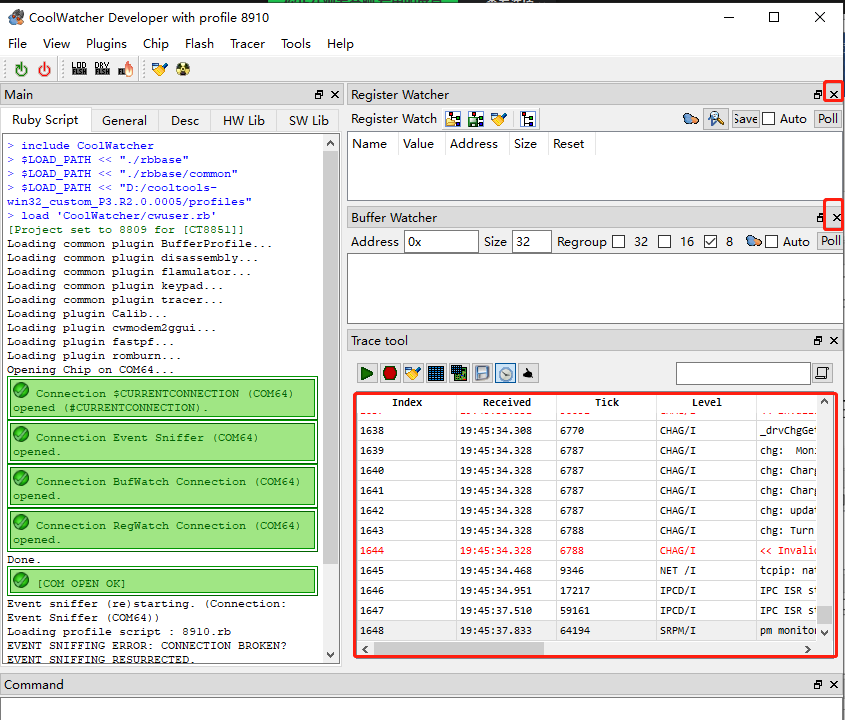 CoolWatcher Developer with profile 8910
File View Plugins Chip Flash Tracer Tools Help
Main
Ruby Script General Desc HW Lib SW Lib
> include CoolWatcher
> $LOAD_PATH << "./rbbase"
> $LOAD_PATH << "./rbbase/common"
> $LOAD_PATH << "D:/cooltools-
win32_custom_P3.R2.0.0005/profiles"
> load 'CoolWatcher/cwuser.rb'
[Project set to 8809 for [CT8851]]
Loading common plugin BufferProfile...
Loading common plugin disassembly...
Loading common plugin flamulator...
Loading common plugin keypad...
Loading common plugin tracer...
Loading plugin Calib...
Loading plugin cwmodem2ggui...
Loading plugin fastpf...
Loading plugin romburn...
Opening Chip on COM64...
Connection $CURRENTCONNECTION (COM64)
opened (#CURRENTCONNECTION).
Connection Event Sniffer (COM64)
opened.
Connection BufWatch Connection (COM64)
opened.
Connection RegWatch Connection (COM64)
opened.
Done.
[COM OPEN OK]
Event sniffer (re)starting. (Connection:
Event Sniffer (COM64))
Loading profile script : 8910.rb
EVENT SNIFFING ERROR: CONNECTION BROKEN?
EVENT SNIFFING RESURRECTED.
Register Watcher
Register Watch Save Auto Poll
Name Value Address Size Reset
Buffer Watcher
Address 0x Size 32 Regroup 32 16 8 Auto Poll
Trace tool
Index Received Tick Level
1638 19:45:34.308 6770 CHAG/I _drvChgGet
1639 19:45:34.328 6787 CHAG/I chg: Moni
1640 19:45:34.328 6787 CHAG/I chg: Charg
1641 19:45:34.328 6787 CHAG/I chg: Charg
1642 19:45:34.328 6787 CHAG/I chg: updat
1643 19:45:34.328 6788 CHAG/I chg: Turn
1644 19:45:34.328 6788 CHAG/I << Invalid
1645 19:45:34.468 9346 NET /I tcpip: nat
1646 19:45:34.951 17217 IPCD/I IPC ISR st
1647 19:45:37.510 59161 IPCD/I IPC ISR st
1648 19:45:37.833 64194 SRPM/I pm monitor
Command